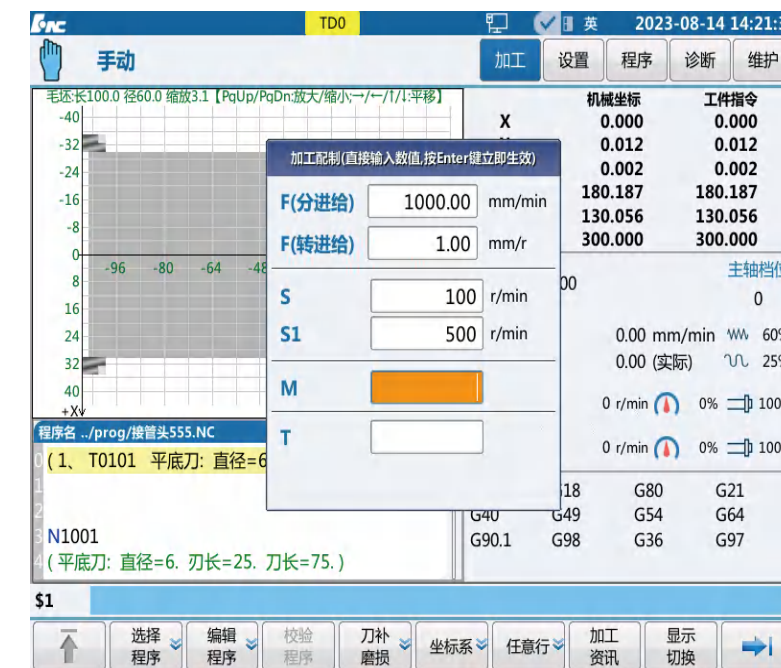 GNC TD0 英 2023-08-14 14:21:
手动 加工 设置 程序 诊断 维护
毛坯:长100.0 径60.0 缩放3.1【PgUp/PgDn:放大/缩小;→/←/↑/↓:平移】
-40
-32
-24
-16
-8
0
8
16
24
32
40
+X
-96 -80 -64 -48
机械坐标 工件指令
X 0.000 0.000
0.012 0.012
0.002 0.002
180.187 180.187
130.056 130.056
300.000 300.000
加工配制(直接输入数值,按Enter键立即生效)
F(分进给) 1000.00 mm/min
F(转进给) 1.00 mm/r
S 100 r/min
S1 500 r/min
M
T
00
主轴档位
0
0.00 mm/min 60%
0.00 (实际) 25%
0 r/min 0% 100
0 r/min 0% 100
程序名 ../prog/接管头555.NC
0 ( 1、 T0101 平底刀: 直径=6
1
2
3 N1001
4 ( 平底刀: 直径=6. 刃长=25. 刀长=75. )
G18 G80 G21
G40 G49 G54 G64
G90.1 G98 G36 G97
$1
选择程序 编辑程序 校验程序 刀补磨损 坐标系 任意行 加工资讯 显示切换